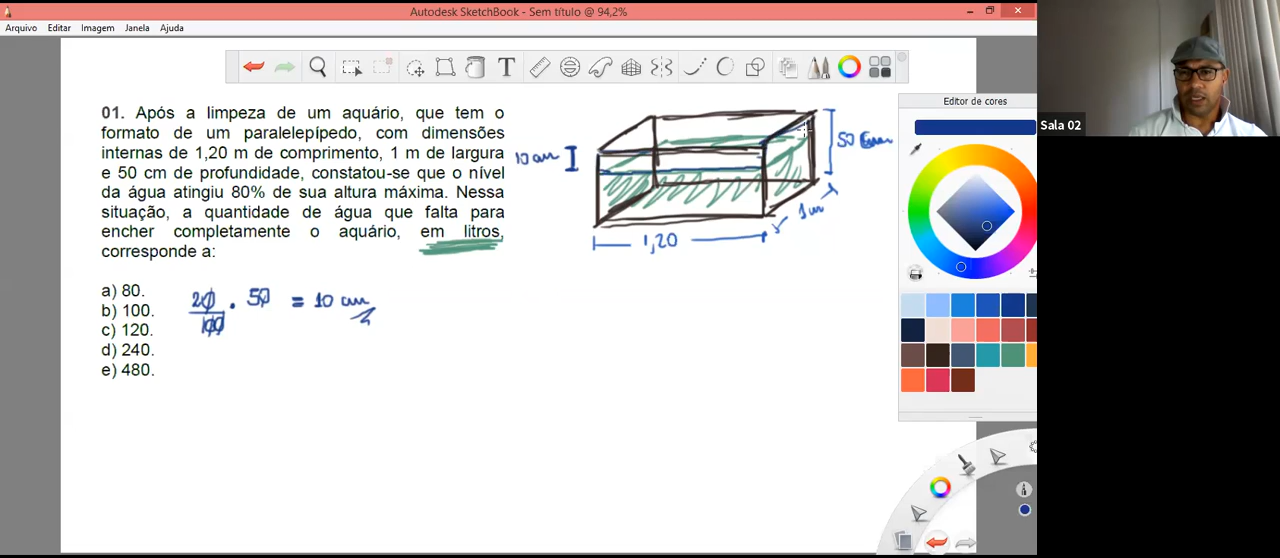 Autodesk SketchBook - Sem título @ 94,2%
Arquivo Editar Imagem Janela Ajuda
T
Editor de cores
Sala 02
01. Após a limpeza de um aquário, que tem o
formato de um paralelepípedo, com dimensões
internas de 1,20 m de comprimento, 1 m de largura
e 50 cm de profundidade, constatou-se que o nível
da água atingiu 80% de sua altura máxima. Nessa
situação, a quantidade de água que falta para
encher completamente o aquário, em litros,
corresponde a:
10 cm
50 cm
1m
1,20
a) 80.
b) 100.
c) 120.
d) 240.
e) 480.
20/100 . 50 = 10 cm